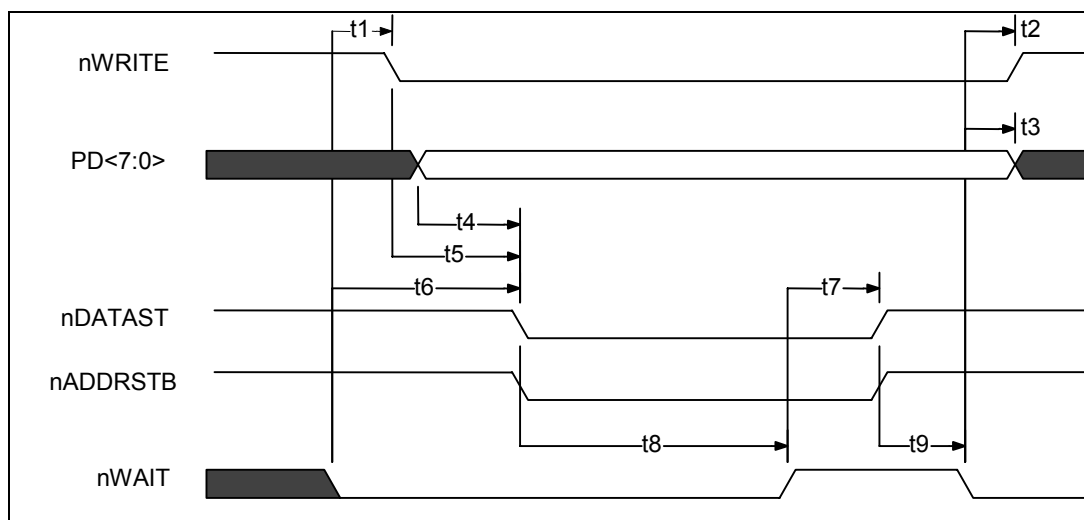 t1 t2
nWRITE
t3
PD<7:0>
t4
t5
t6 t7
nDATAST
nADDRSTB
t8 t9
nWAIT